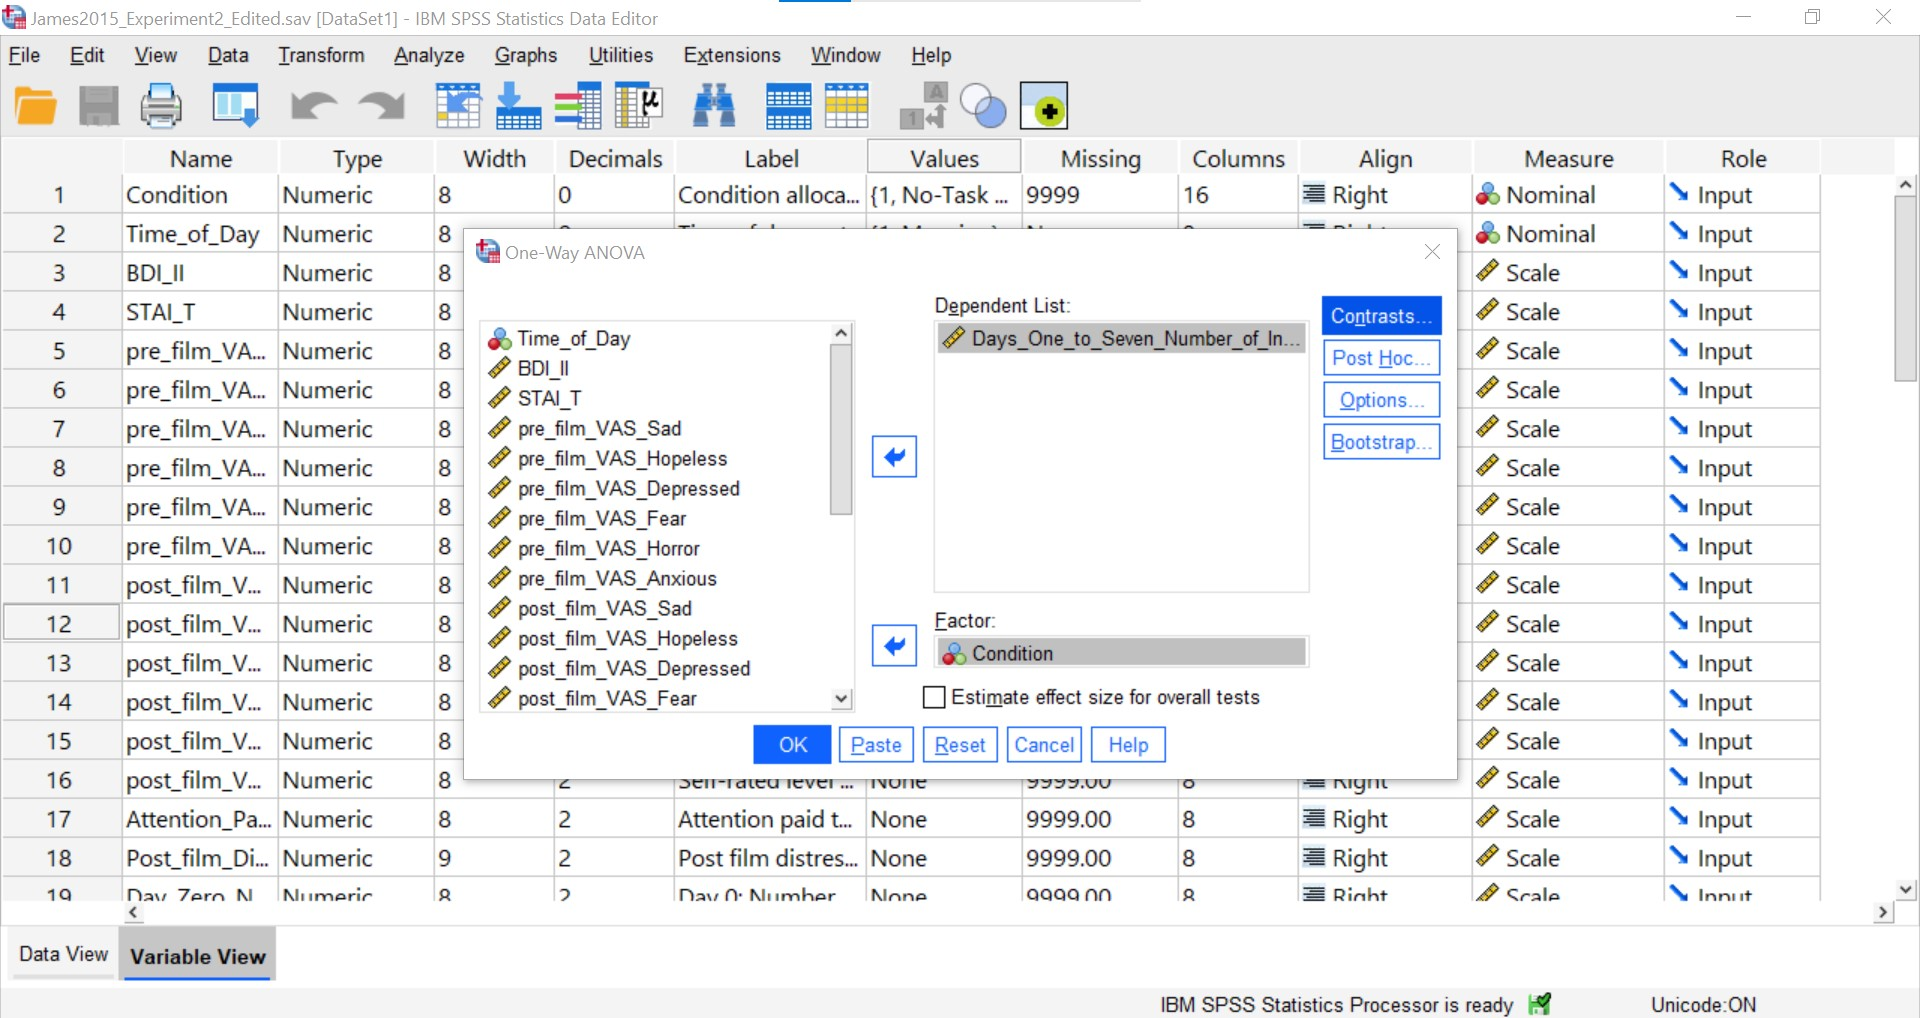 James2015_Experiment2_Edited.sav [DataSet1] - IBM SPSS Statistics Data Editor
File Edit View Data Transform Analyze Graphs Utilities Extensions Window Help
Name Type Width Decimals Label Values Missing Columns Align Measure Role
1 Condition Numeric 8 0 Condition alloca... {1, No-Task ... 9999 16 Right Nominal Input
2 Time_of_Day Numeric 8 Nominal Input
3 BDI_II Numeric 8 Scale Input
4 STAI_T Numeric 8 Scale Input
5 pre_film_VA... Numeric 8 Scale Input
6 pre_film_VA... Numeric 8 Scale Input
7 pre_film_VA... Numeric 8 Scale Input
8 pre_film_VA... Numeric 8 Scale Input
9 pre_film_VA... Numeric 8 Scale Input
10 pre_film_VA... Numeric 8 Scale Input
11 post_film_V... Numeric 8 Scale Input
12 post_film_V... Numeric 8 Scale Input
13 post_film_V... Numeric 8 Scale Input
14 post_film_V... Numeric 8 Scale Input
15 post_film_V... Numeric 8 Scale Input
16 post_film_V... Numeric 8 2 Self-rated level ... None 9999.00 8 Right Scale Input
17 Attention_Pa... Numeric 8 2 Attention paid t... None 9999.00 8 Right Scale Input
18 Post_film_Di... Numeric 9 2 Post film distres... None 9999.00 8 Right Scale Input
19 Day_Zero_N... Numeric 8 2 Day 0: Number ... None 9999.00 8 Right Scale Input
One-Way ANOVA
Time_of_Day
BDI_II
STAI_T
pre_film_VAS_Sad
pre_film_VAS_Hopeless
pre_film_VAS_Depressed
pre_film_VAS_Fear
pre_film_VAS_Horror
pre_film_VAS_Anxious
post_film_VAS_Sad
post_film_VAS_Hopeless
post_film_VAS_Depressed
post_film_VAS_Fear
Dependent List:
Days_One_to_Seven_Number_of_In...
Factor:
Condition
Estimate effect size for overall tests
Contrasts...
Post Hoc...
Options...
Bootstrap...
OK Paste Reset Cancel Help
Data View Variable View
IBM SPSS Statistics Processor is ready Unicode:ON